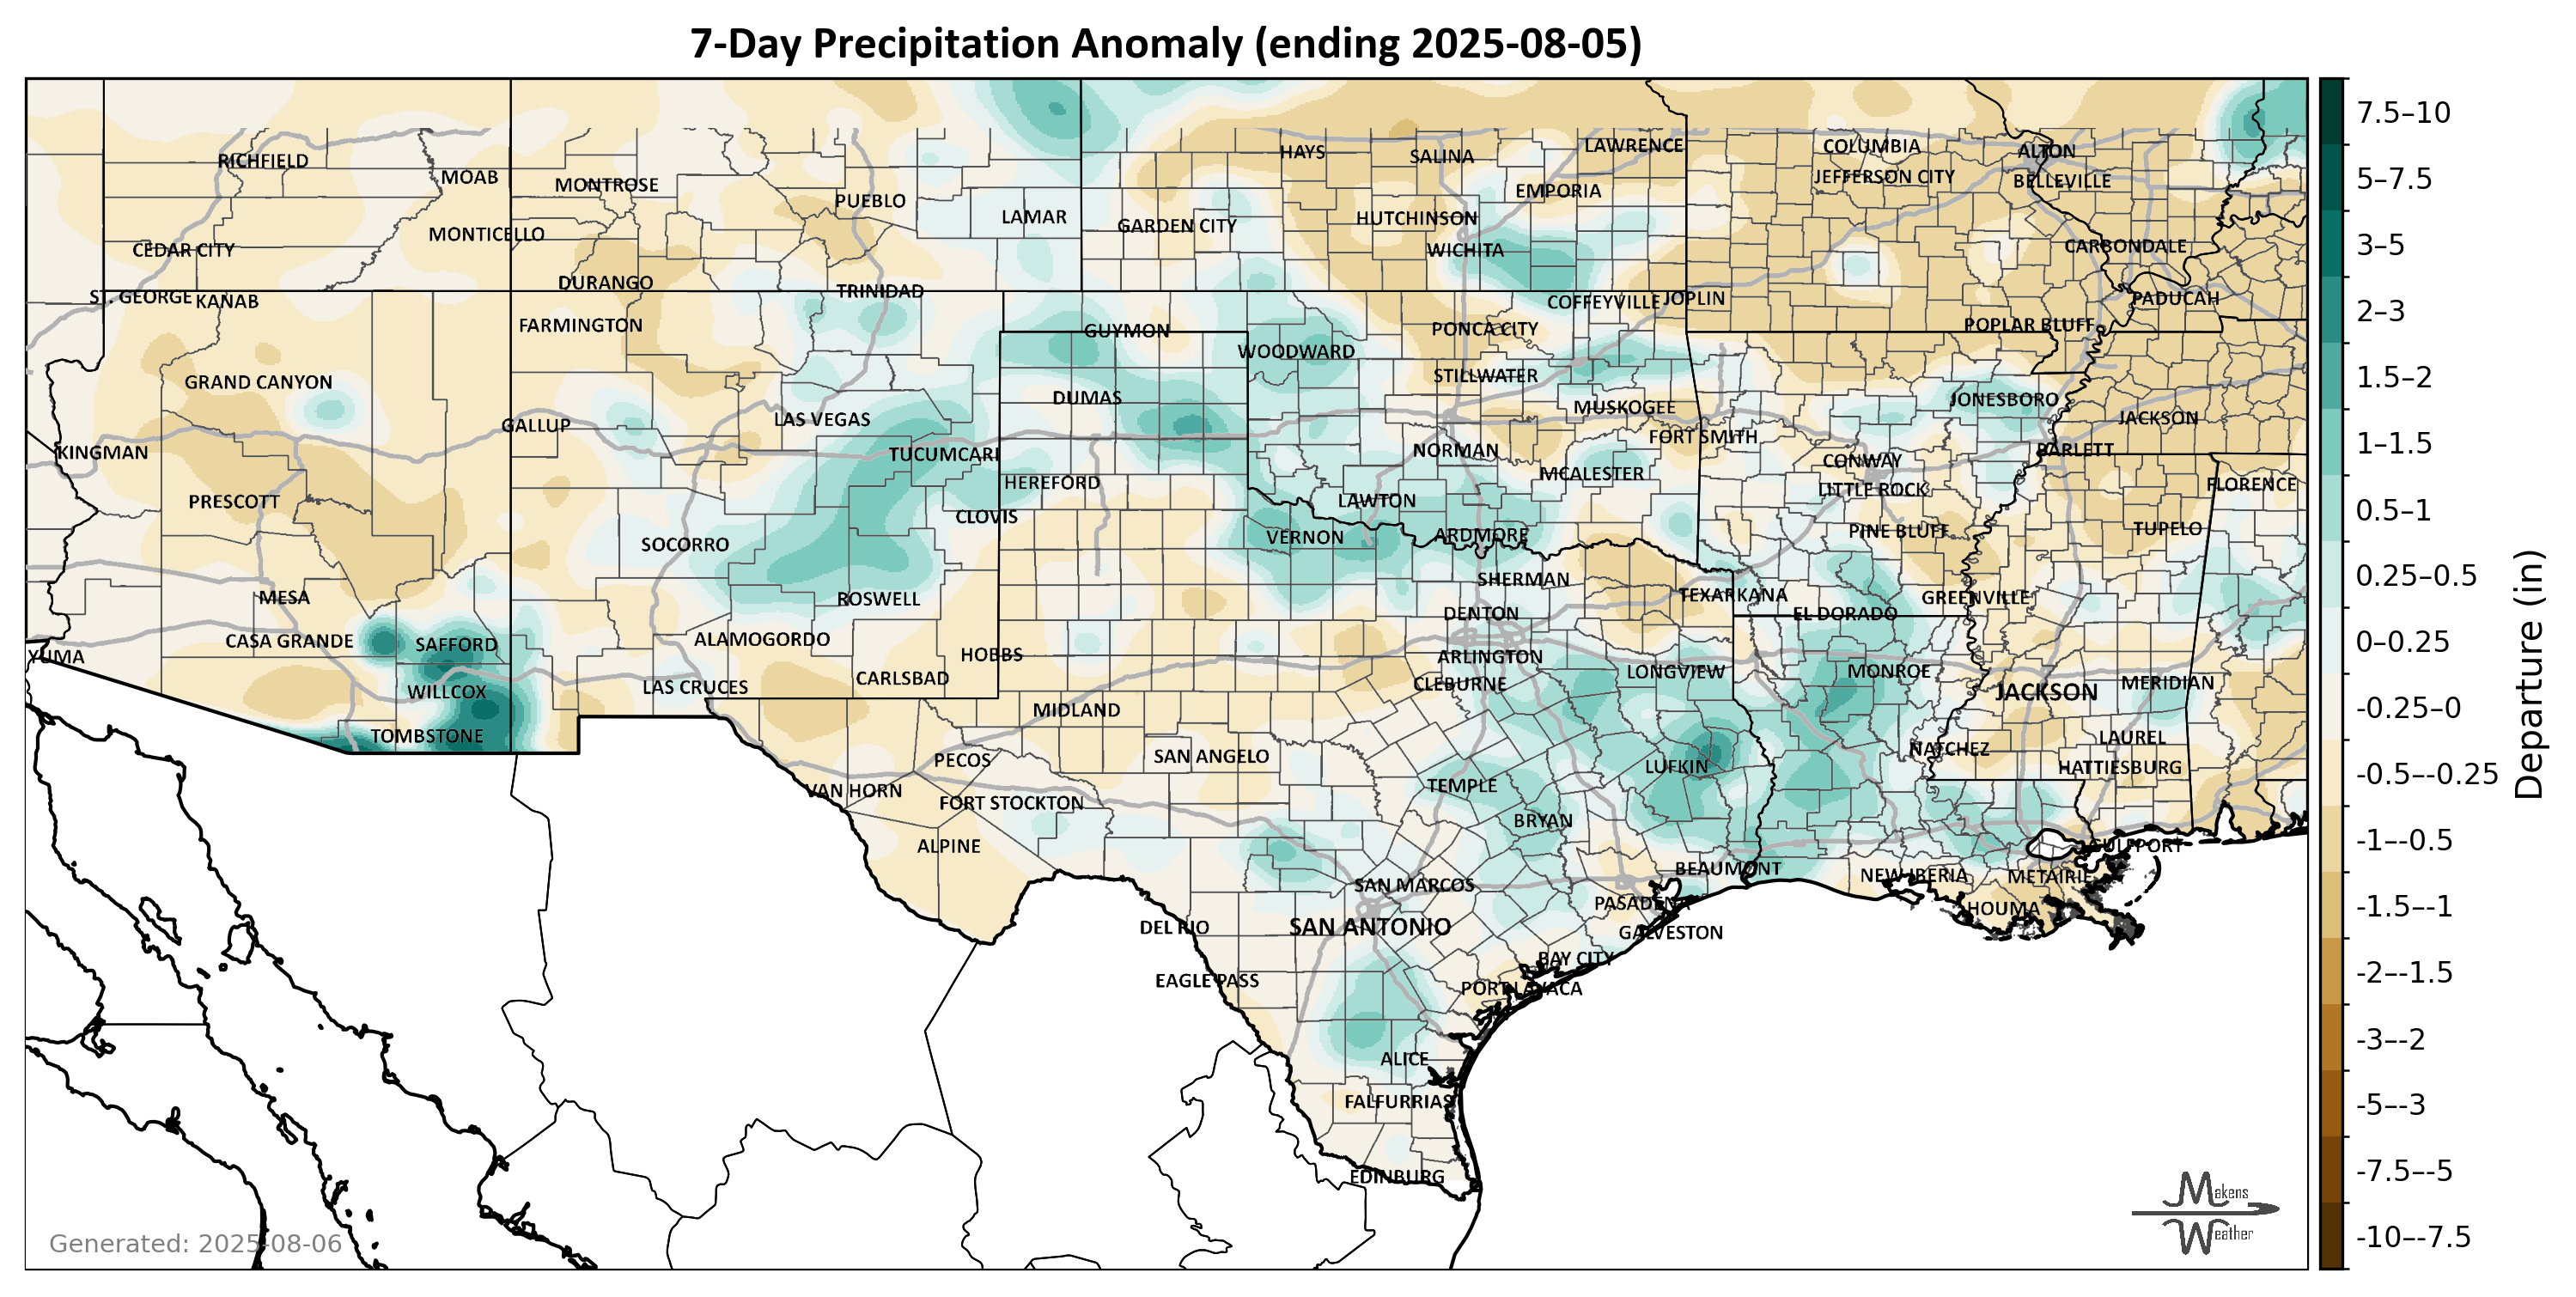 7-Day Precipitation Anomaly (ending 2025-08-05)
RICHFIELD
MOAB
MONTROSE
PUEBLO
LAMAR
HAYS
SALINA
LAWRENCE
COLUMBIA
ALTON
JEFFERSON CITY
BELLEVILLE
EMPORIA
GARDEN CITY
HUTCHINSON
WICHITA
CEDAR CITY
MONTICELLO
CARBONDALE
DURANGO
TRINIDAD
ST. GEORGE
KANAB
COFFEYVILLE
JOPLIN
PADUCAH
FARMINGTON
GUYMON
PONCA CITY
POPLAR BLUFF
WOODWARD
GRAND CANYON
STILLWATER
DUMAS
MUSKOGEE
JONESBORO
GALLUP
LAS VEGAS
JACKSON
KINGMAN
TUCUMCARI
NORMAN
FORT SMITH
BARLETT
CONWAY
HEREFORD
MCALESTER
LITTLE ROCK
FLORENCE
PRESCOTT
LAWTON
CLOVIS
SOCORRO
VERNON
ARDMORE
PINE BLUFF
TUPELO
SHERMAN
MESA
ROSWELL
TEXARKANA
GREENVILLE
DENTON
EL DORADO
CASA GRANDE
SAFFORD
ALAMOGORDO
HOBBS
ARLINGTON
YUMA
LONGVIEW
MONROE
CARLSBAD
CLEBURNE
WILLCOX
LAS CRUCES
JACKSON
MERIDIAN
MIDLAND
TOMBSTONE
LAUREL
NATCHEZ
PECOS
SAN ANGELO
LUFKIN
HATTIESBURG
VAN HORN
FORT STOCKTON
TEMPLE
BRYAN
ALPINE
GULFPORT
BEAUMONT
NEW IBERIA
METAIRIE
SAN MARCOS
PASADENA
HOUMA
DEL RIO
SAN ANTONIO
GALVESTON
BAY CITY
EAGLE PASS
PORT LAVACA
ALICE
FALFURRIAS
EDINBURG
Generated: 2025-08-06
Makens
Weather
7.5–10
5–7.5
3–5
2–3
1.5–2
1–1.5
0.5–1
0.25–0.5
0–0.25
-0.25–0
-0.5–-0.25
-1–-0.5
-1.5–-1
-2–-1.5
-3–-2
-5–-3
-7.5–-5
-10–-7.5
Departure (in)